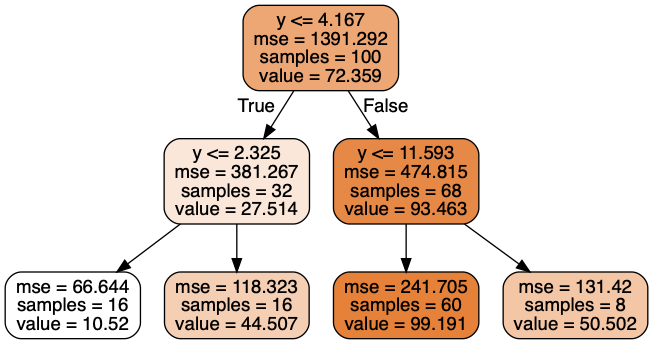 y <= 4.167
mse = 1391.292
samples = 100
value = 72.359
True
False
y <= 2.325
mse = 381.267
samples = 32
value = 27.514
y <= 11.593
mse = 474.815
samples = 68
value = 93.463
mse = 66.644
samples = 16
value = 10.52
mse = 118.323
samples = 16
value = 44.507
mse = 241.705
samples = 60
value = 99.191
mse = 131.42
samples = 8
value = 50.502